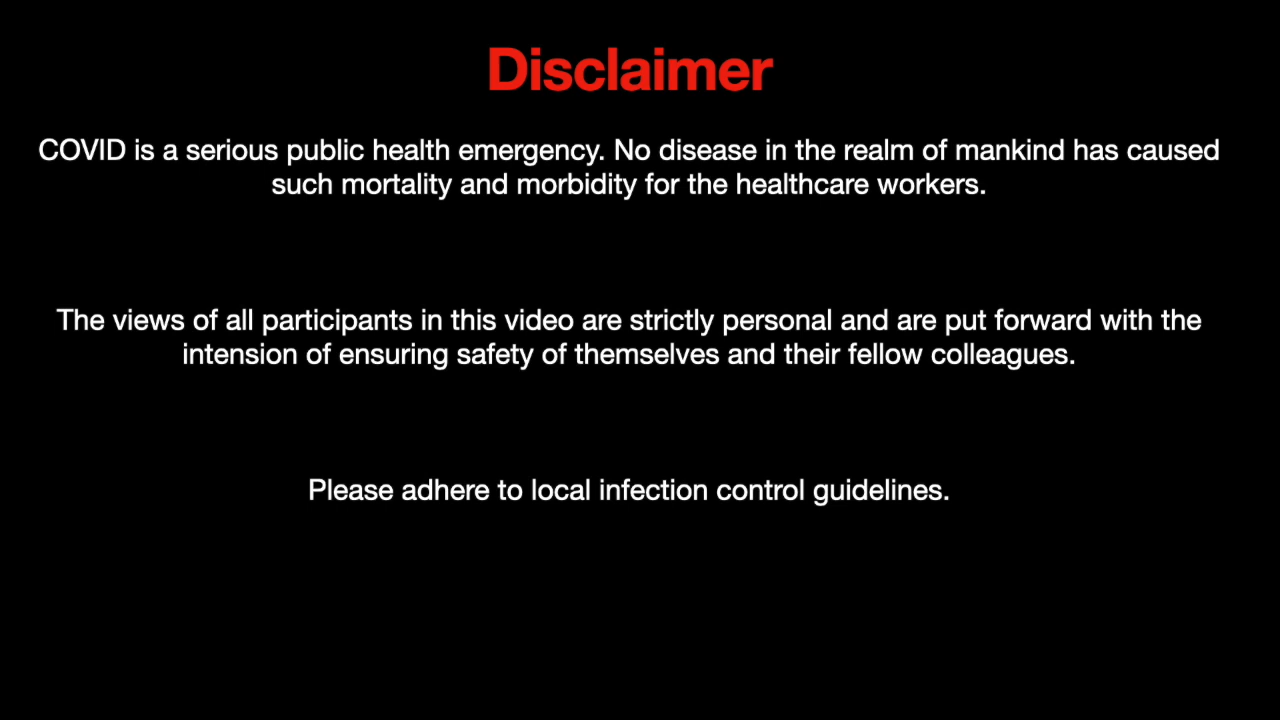 Disclaimer
COVID is a serious public health emergency. No disease in the realm of mankind has caused
such mortality and morbidity for the healthcare workers.
The views of all participants in this video are strictly personal and are put forward with the
intension of ensuring safety of themselves and their fellow colleagues.
Please adhere to local infection control guidelines.